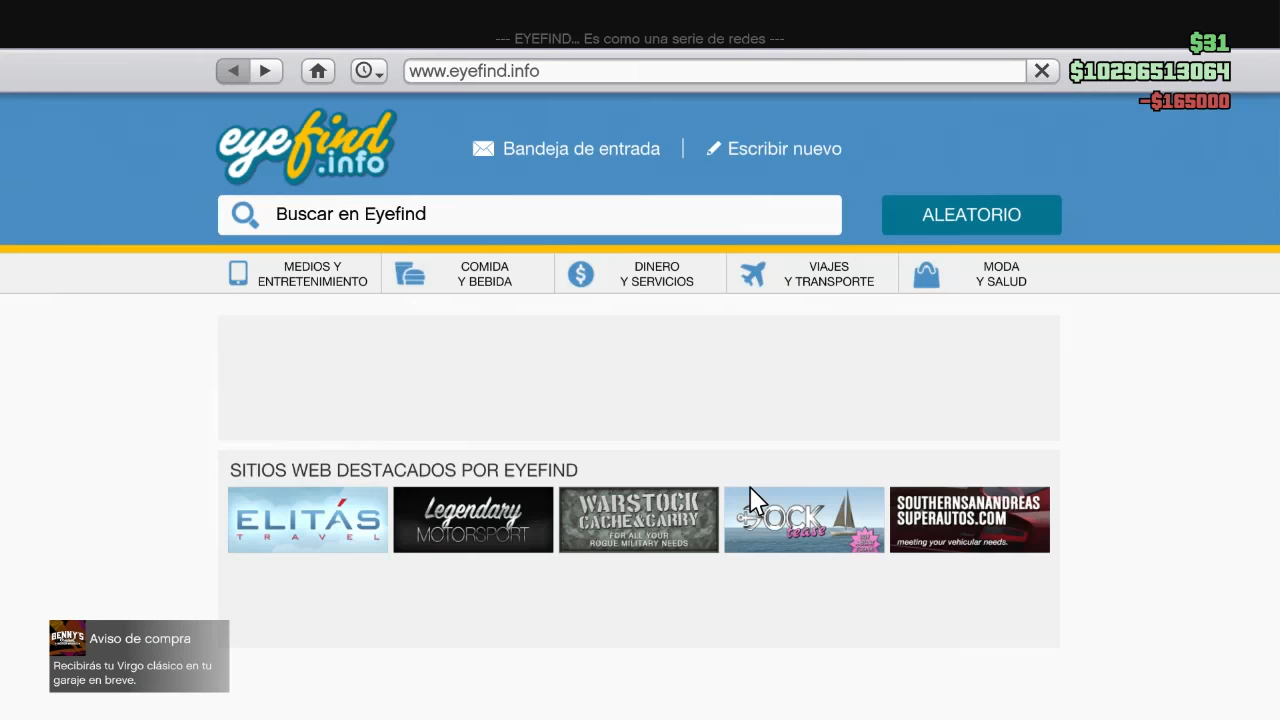 --- EYEFIND... Es como una serie de redes ---
$31
www.eyefind.info
$10296513064
-$165000
eyefind
.info
Bandeja de entrada
Escribir nuevo
Buscar en Eyefind
ALEATORIO
MEDIOS Y
ENTRETENIMIENTO
COMIDA
Y BEBIDA
DINERO
Y SERVICIOS
VIAJES
Y TRANSPORTE
MODA
Y SALUD
SITIOS WEB DESTACADOS POR EYEFIND
ELITÁS
TRAVEL
Legendary
MOTORSPORT
WARSTOCK
CACHE&CARRY
FOR ALL YOUR
ROGUE MILITARY NEEDS
DOCK
tease
SOUTHERNSANANDREAS
SUPERAUTOS.COM
meeting your vehicular needs.
BENNY'S
Aviso de compra
Recibirás tu Virgo clásico en tu
garaje en breve.